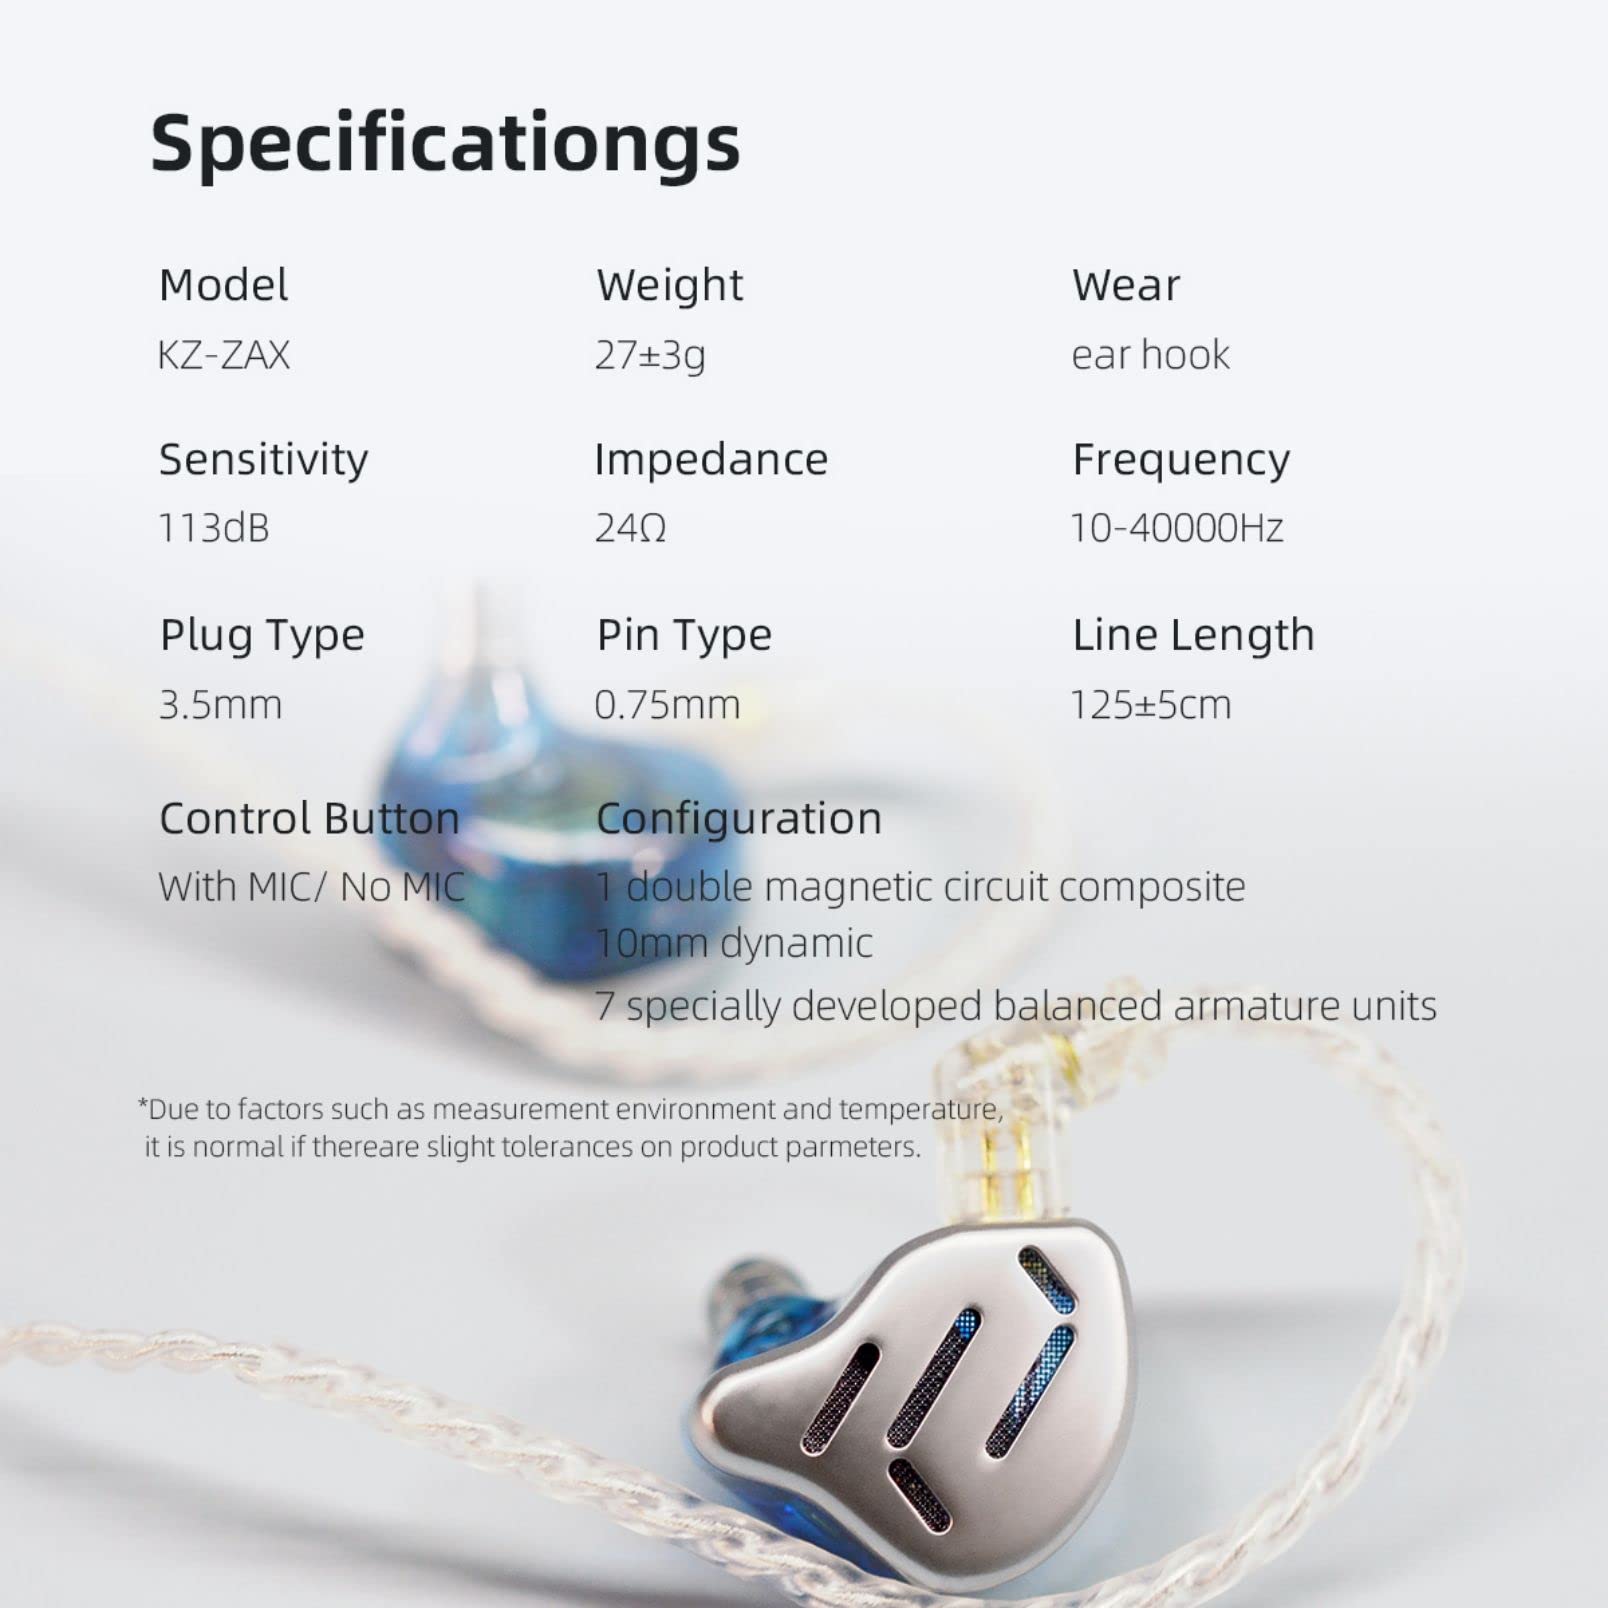 Specificationgs
Model
KZ-ZAX
Weight
27±3g
Wear
ear hook
Sensitivity
113dB
Impedance
24Ω
Frequency
10-40000Hz
Plug Type
3.5mm
Pin Type
0.75mm
Line Length
125±5cm
Control Button
With MIC/ No MIC
Configuration
1 double magnetic circuit composite
10mm dynamic
7 specially developed balanced armature units
*Due to factors such as measurement environment and temperature,
it is normal if thereare slight tolerances on product parmeters.